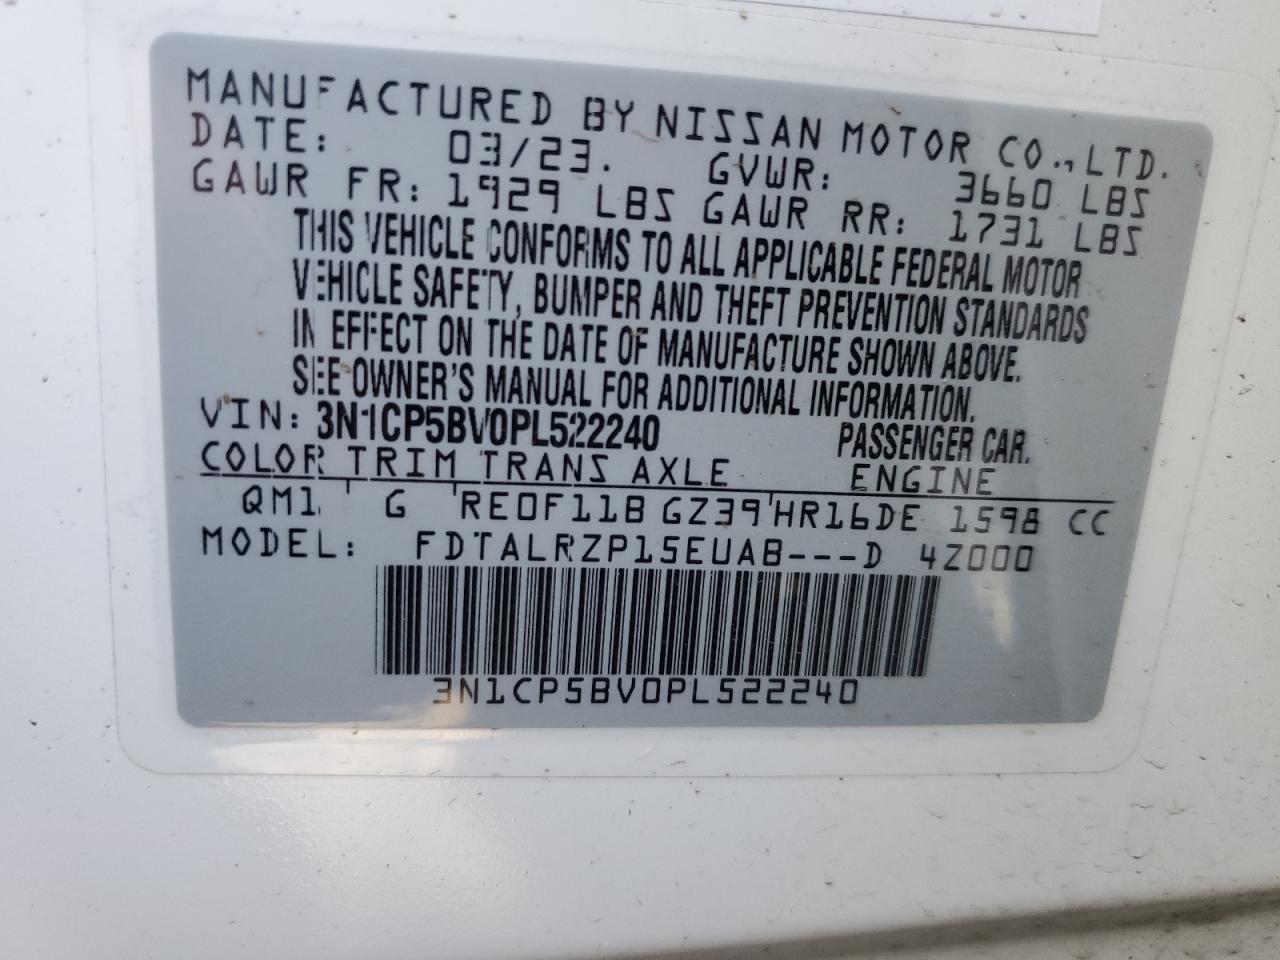 MANUFACTURED BY NISSAN MOTOR CO., LTD.
DATE: 03/23. GVWR: 3660 LBS
GAWR FR: 1929 LBS GAWR RR: 1731 LBS
THIS VEHICLE CONFORMS TO ALL APPLICABLE FEDERAL MOTOR
VEHICLE SAFETY, BUMPER AND THEFT PREVENTION STANDARDS
IN EFFECT ON THE DATE OF MANUFACTURE SHOWN ABOVE.
SEE OWNER'S MANUAL FOR ADDITIONAL INFORMATION.
VIN: 3N1CP5BV0PL522240 PASSENGER CAR.
COLOR TRIM TRANS AXLE ENGINE
QM1 G RE0F11B GZ39 HR16DE 1598 CC
MODEL: FDTALRZP15EUAB---D 4Z000
3N1CP5BV0PL522240